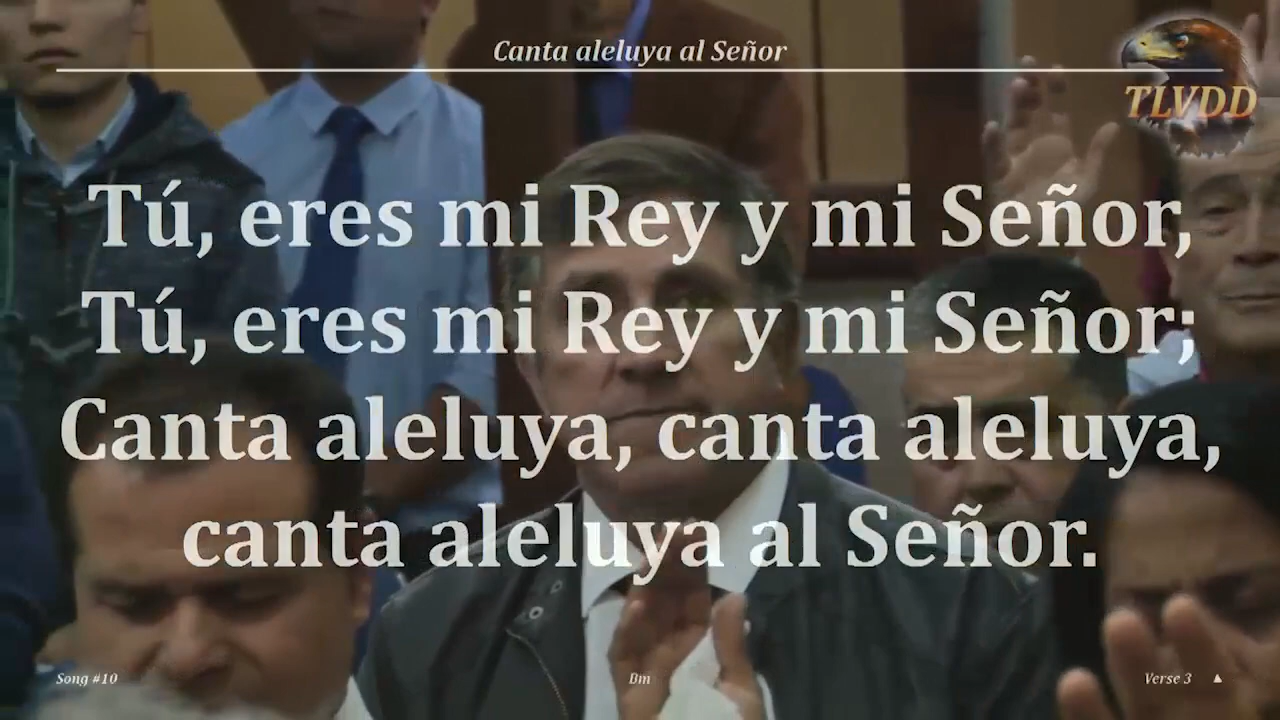 Canta aleluya al Señor
TLVDD
Tú, eres mi Rey y mi Señor,
Tú, eres mi Rey y mi Señor;
Canta aleluya, canta aleluya,
canta aleluya al Señor.
Song #10
Dm
Verse 3